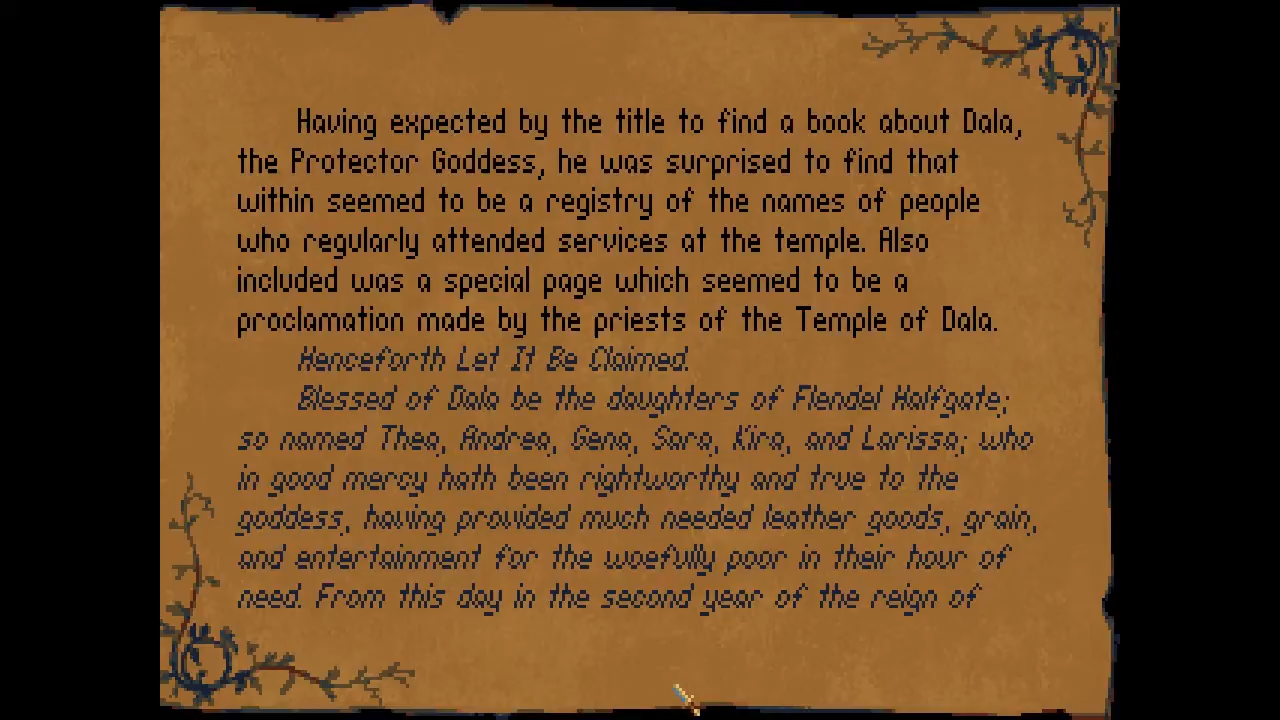 Having expected by the title to find a book about Dala,
the Protector Goddess, he was surprised to find that
within seemed to be a registry of the names of people
who regularly attended services at the temple. Also
included was a special page which seemed to be a
proclamation made by the priests of the Temple of Dala.
Henceforth Let It Be Claimed.
Blessed of Dala be the daughters of Flendel Halfgate;
so named Thea, Andrea, Gena, Sara, Kira, and Larissa; who
in good mercy hath been rightworthy and true to the
goddess, having provided much needed leather goods, grain,
and entertainment for the woefully poor in their hour of
need. From this day in the second year of the reign of